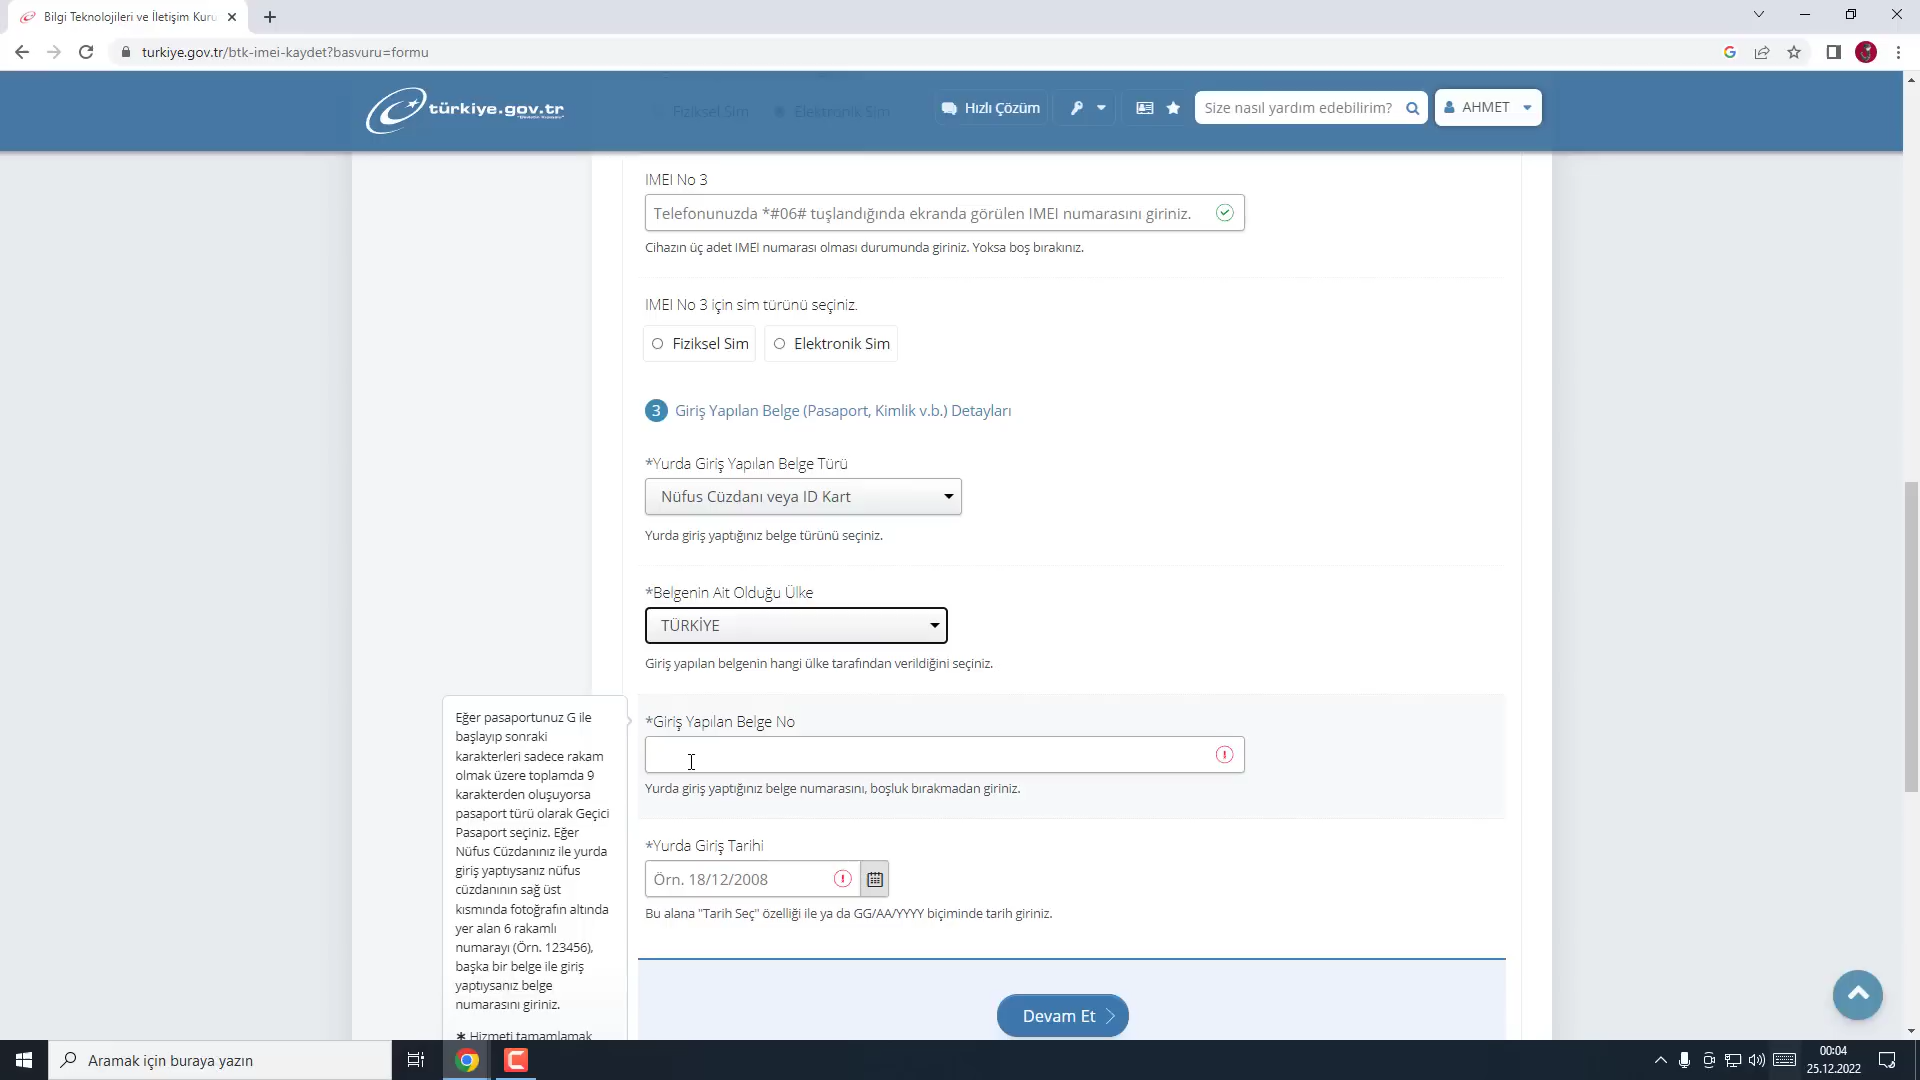 Bilgi Teknolojileri ve İletişim Kuru
turkiye.gov.tr/btk-imei-kaydet?basvuru=formu
türkiye.gov.tr
Fiziksel Sim
Elektronik Sim
Hızlı Çözüm
Size nasıl yardım edebilirim?
AHMET
IMEI No 3
Telefonunuzda *#06# tuşlandığında ekranda görülen IMEI numarasını giriniz.
Cihazın üç adet IMEI numarası olması durumunda giriniz. Yoksa boş bırakınız.
IMEI No 3 için sim türünü seçiniz.
Fiziksel Sim
Elektronik Sim
3 Giriş Yapılan Belge (Pasaport, Kimlik v.b.) Detayları
*Yurda Giriş Yapılan Belge Türü
Nüfus Cüzdanı veya ID Kart
Yurda giriş yaptığınız belge türünü seçiniz.
*Belgenin Ait Olduğu Ülke
TÜRKİYE
Giriş yapılan belgenin hangi ülke tarafından verildiğini seçiniz.
Eğer pasaportunuz G ile
başlayıp sonraki
karakterleri sadece rakam
olmak üzere toplamda 9
karakterden oluşuyorsa
pasaport türü olarak Geçici
Pasaport seçiniz. Eğer
Nüfus Cüzdanınız ile yurda
giriş yaptıysanız nüfus
cüzdanının sağ üst
kısmında fotoğrafın altında
yer alan 6 rakamlı
numarayı (Örn. 123456),
başka bir belge ile giriş
yaptıysanız belge
numarasını giriniz.
* Hizmeti tamamlamak
*Giriş Yapılan Belge No
Yurda giriş yaptığınız belge numarasını, boşluk bırakmadan giriniz.
*Yurda Giriş Tarihi
Örn. 18/12/2008
Bu alana "Tarih Seç" özelliği ile ya da GG/AA/YYYY biçiminde tarih giriniz.
Devam Et
Aramak için buraya yazın
00:04
25.12.2022